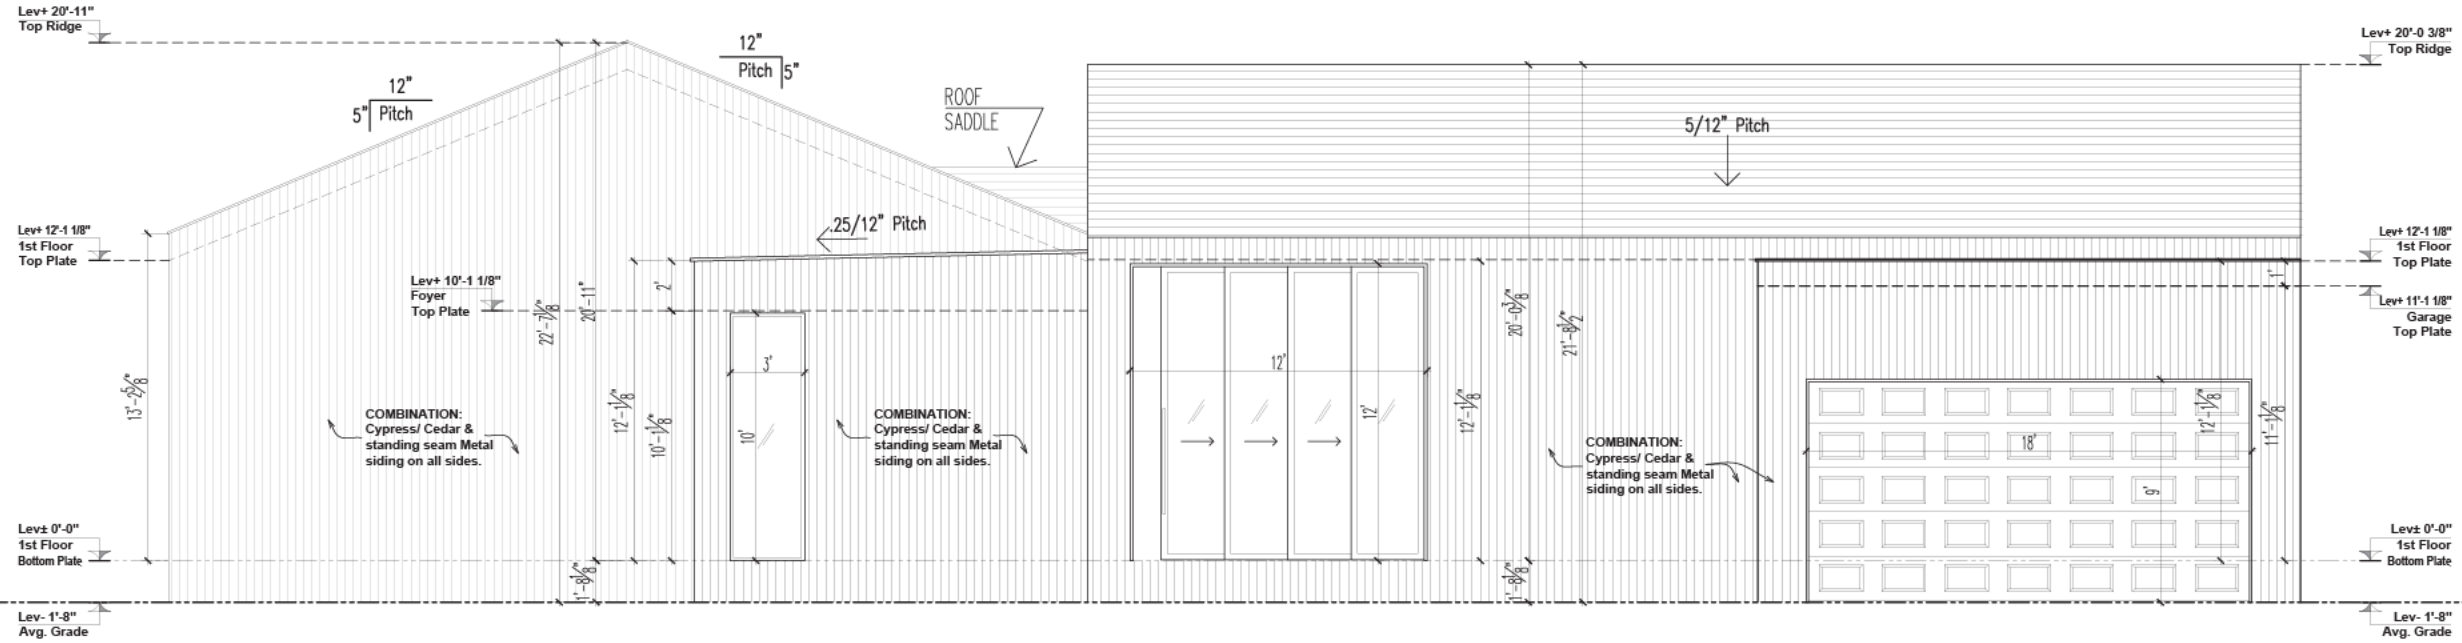 Lev+ 20'-11"
Top Ridge
12"
5" Pitch
12"
Pitch 5"
ROOF
SADDLE
5/12" Pitch
Lev+ 20'-0 3/8"
Top Ridge
Lev+ 12'-1 1/8"
1st Floor
Top Plate
.25/12" Pitch
Lev+ 10'-1 1/8"
Foyer
Top Plate
Lev+ 12'-1 1/8"
1st Floor
Top Plate
Lev+ 11'-1 1/8"
Garage
Top Plate
13'-2 5/8"
22'-7 1/8"
20'-11"
2'
12'-1 1/8"
10'-1 1/8"
3'
10'
1'-8 1/8"
12'
12'
12'-1 1/8"
20'-0 3/8"
21'-8 1/2"
1'-8 1/8"
18'
9'
12'-1 1/8"
11'-1 1/8"
1'
COMBINATION:
Cypress/ Cedar &
standing seam Metal
siding on all sides.
COMBINATION:
Cypress/ Cedar &
standing seam Metal
siding on all sides.
COMBINATION:
Cypress/ Cedar &
standing seam Metal
siding on all sides.
Lev± 0'-0"
1st Floor
Bottom Plate
Lev- 1'-8"
Avg. Grade
Lev± 0'-0"
1st Floor
Bottom Plate
Lev- 1'-8"
Avg. Grade